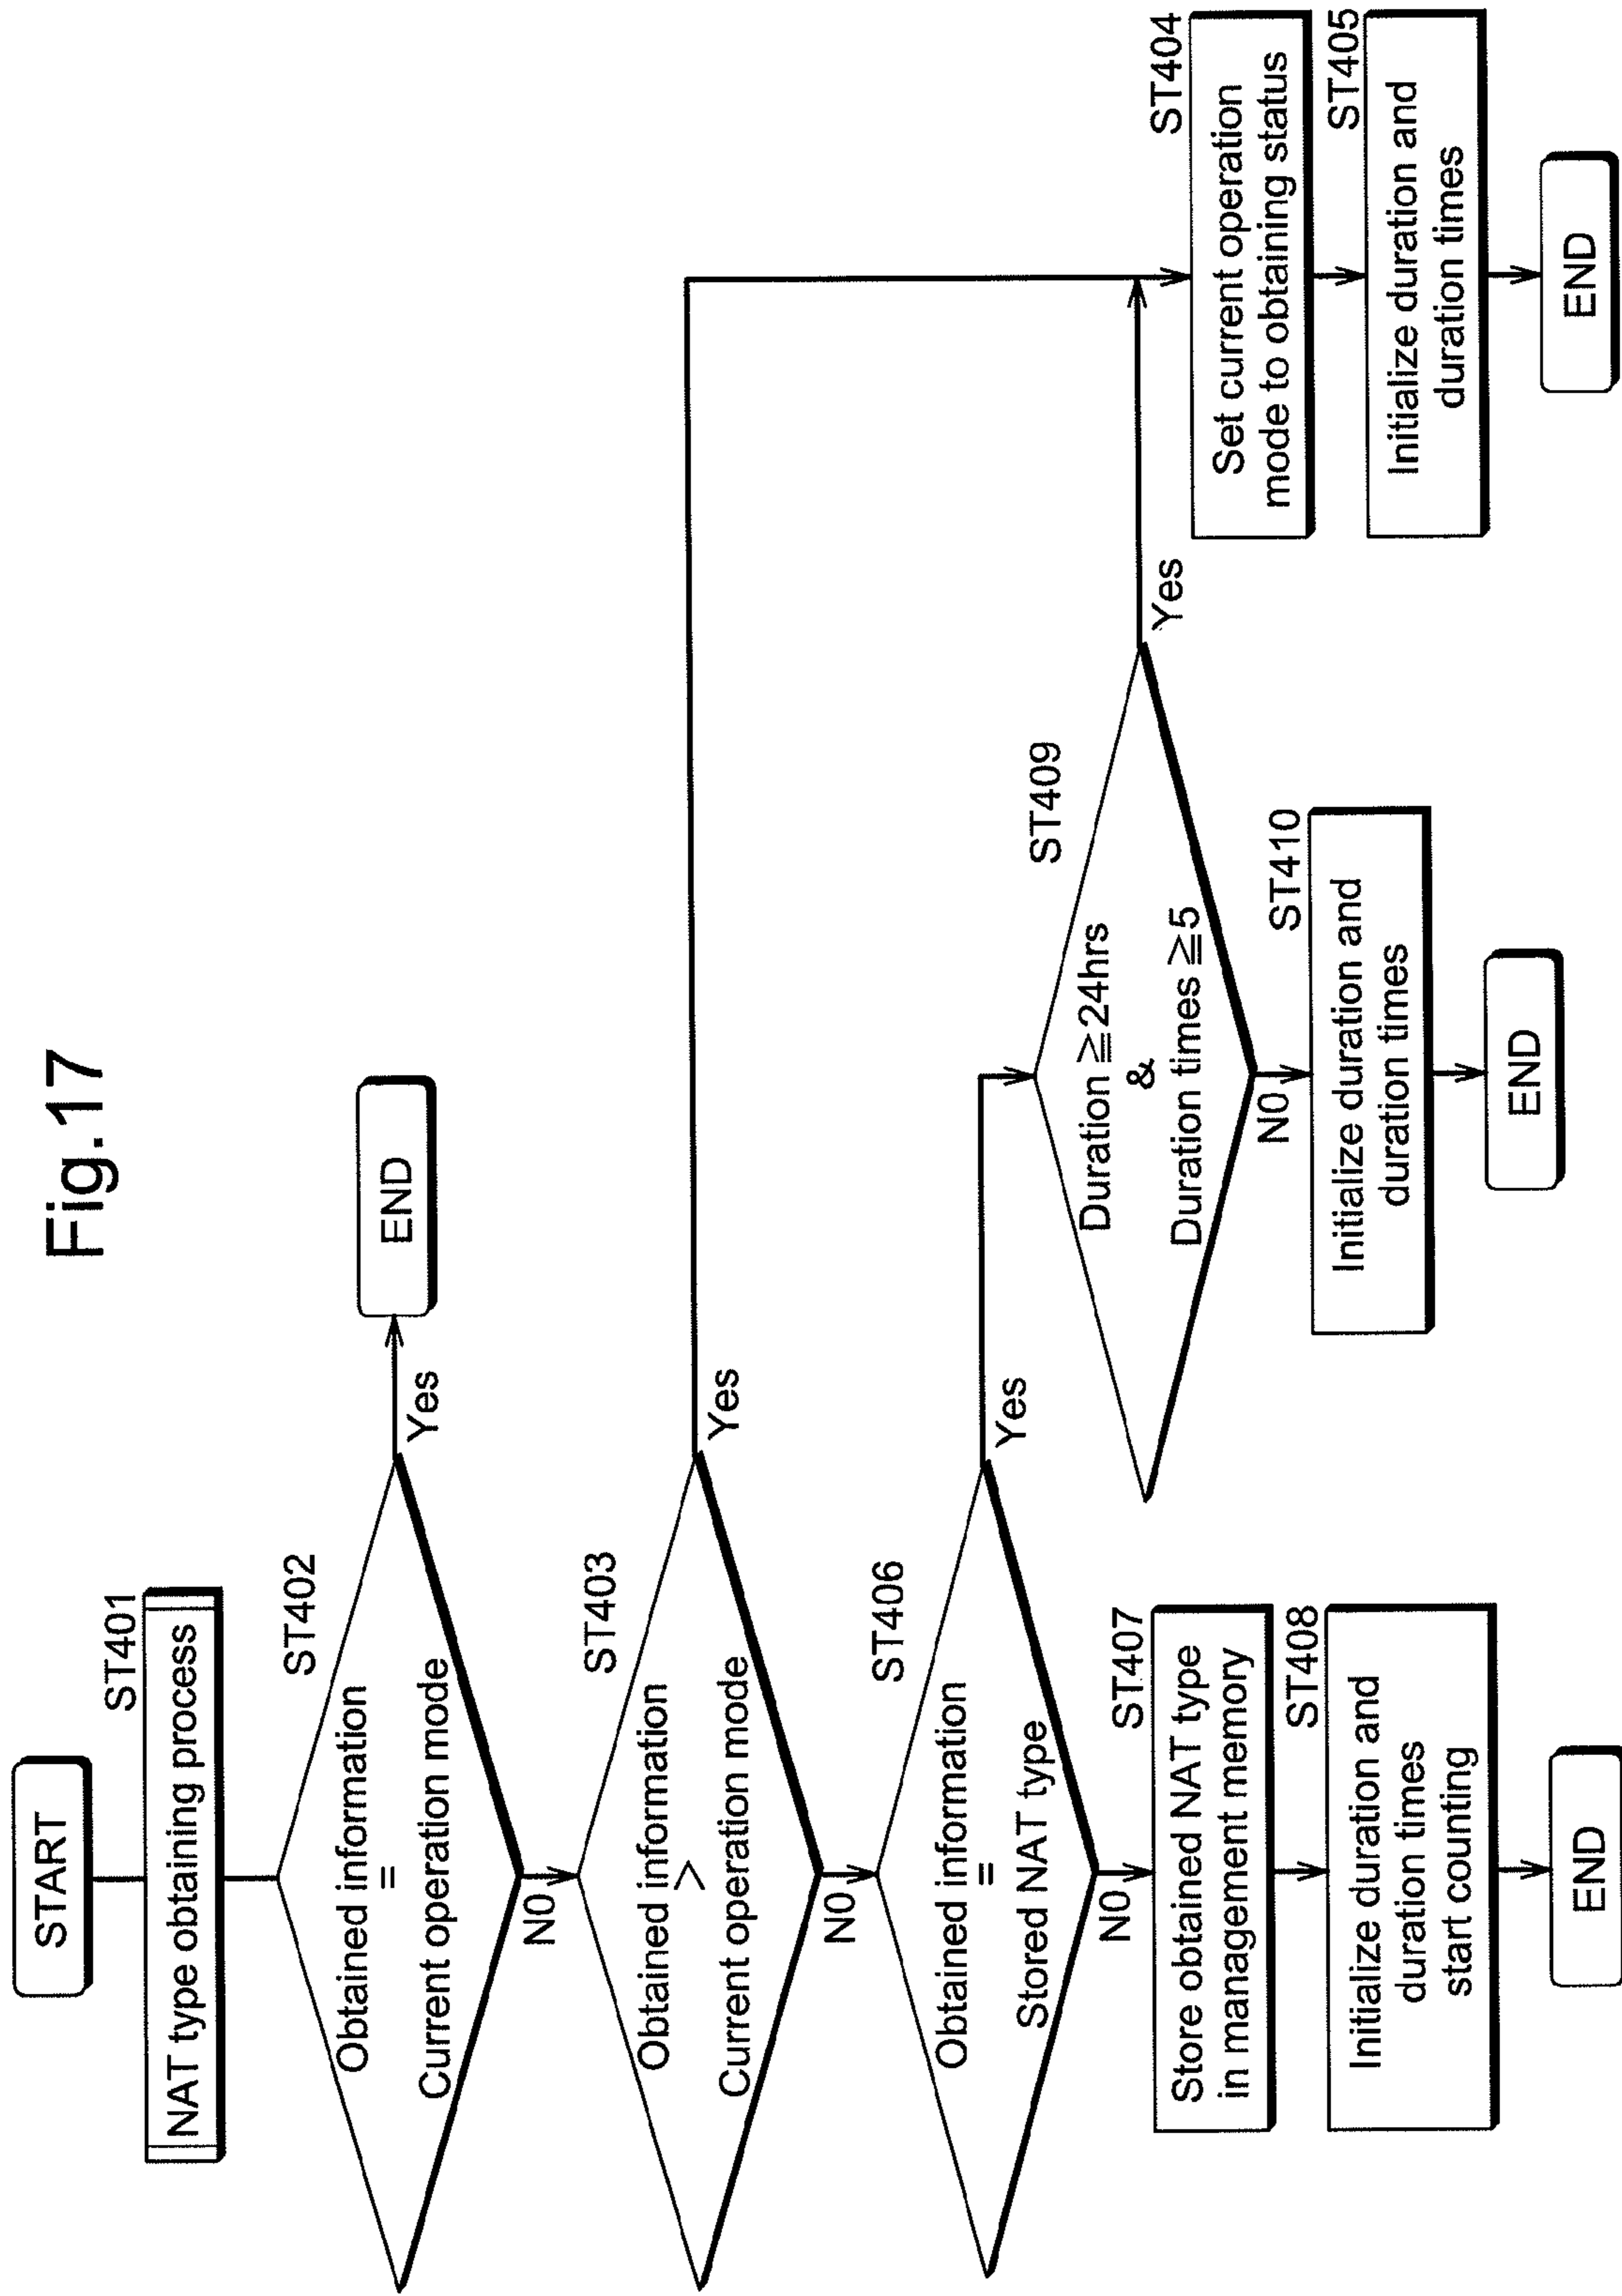 Fig.17
START
ST401
NAT type obtaining process
ST402
Obtained information
=
Current operation mode
Yes
END
N0
ST403
Obtained information
>
Current operation mode
Yes
N0
ST406
Obtained information
=
Stored NAT type
Yes
N0
ST407
Store obtained NAT type
in management memory
ST408
Initialize duration and
duration times
start counting
END
ST409
Duration ≧24hrs
&
Duration times ≧5
Yes
N0
ST410
Initialize duration and
duration times
END
ST404
Set current operation
mode to obtaining status
ST405
Initialize duration and
duration times
END